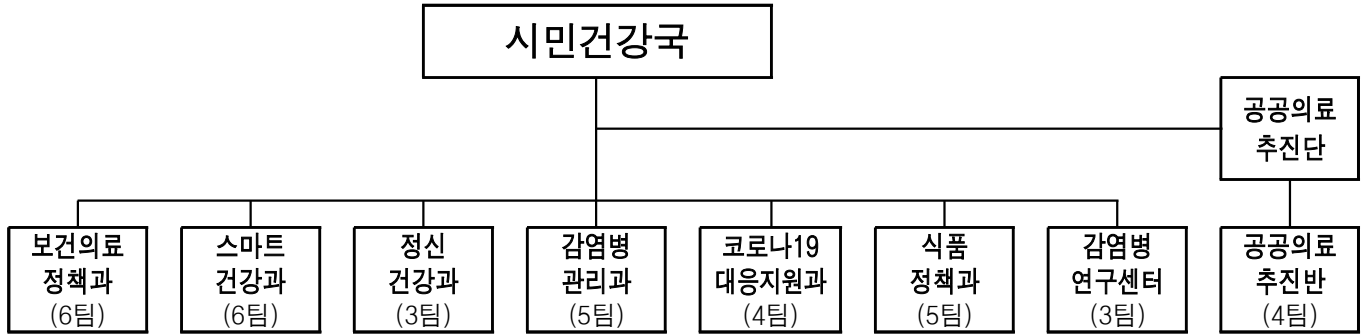 시민건강국
공공의료
추진단
보건의료
정책과
(6팀)
스마트
건강과
(6팀)
정신
건강과
(3팀)
감염병
관리과
(5팀)
코로나19
대응지원과
(4팀)
식품
정책과
(5팀)
감염병
연구센터
(3팀)
공공의료
추진반
(4팀)